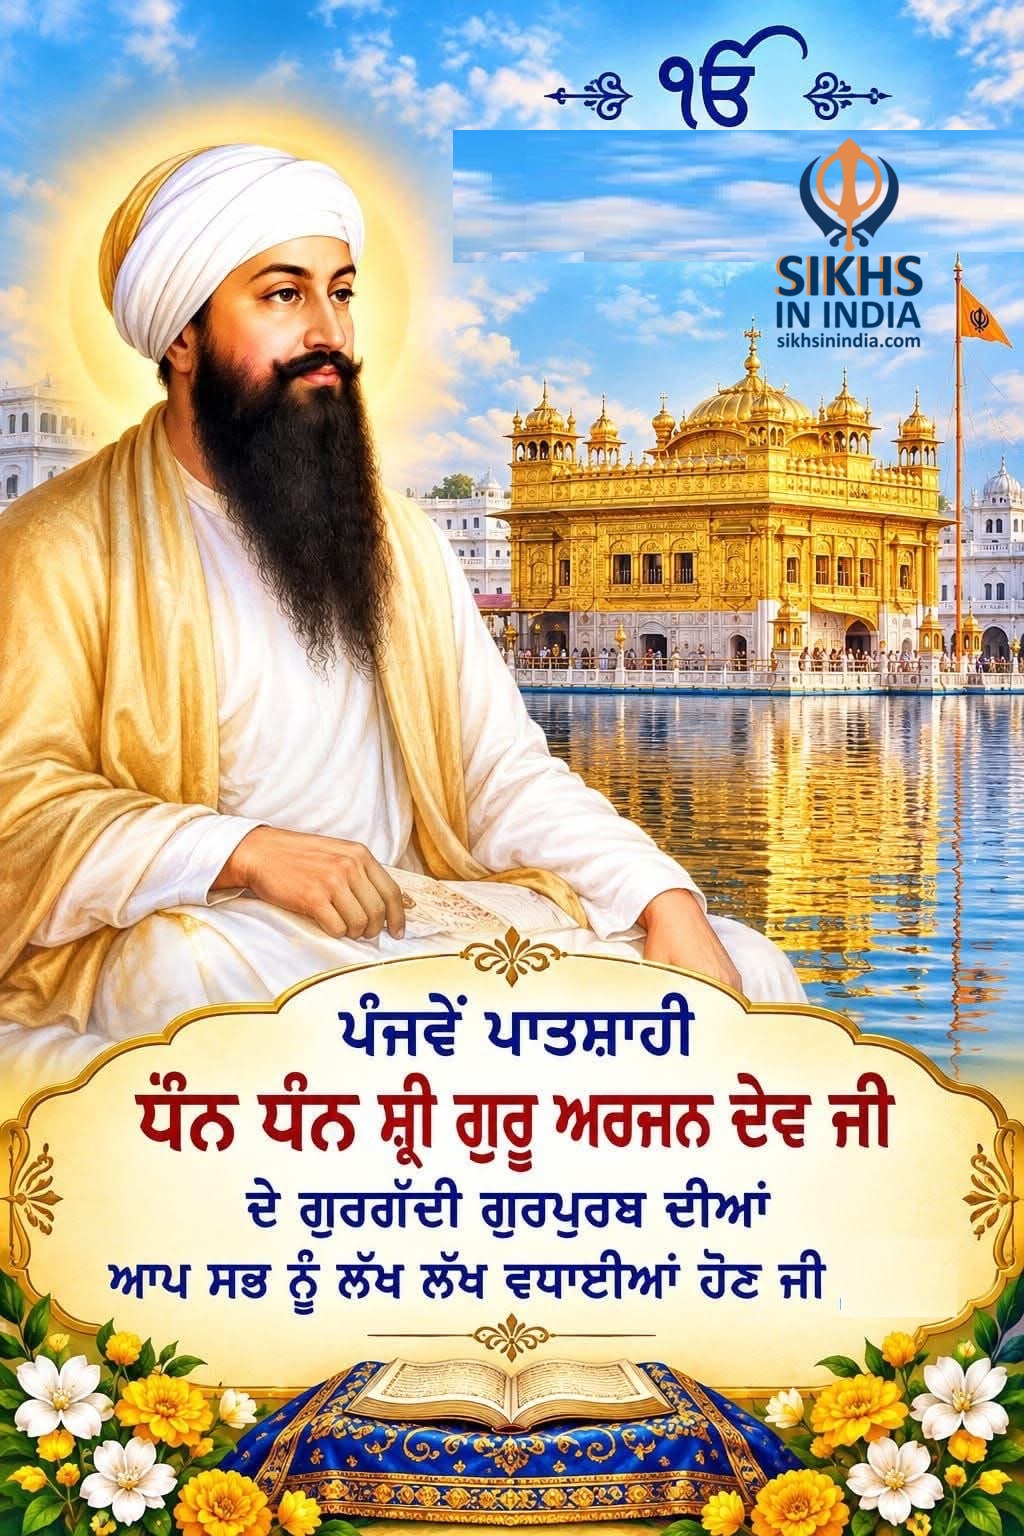 ੴ
SIKHS
IN INDIA
sikhsinindia.com
ਪੰਜਵੇਂ ਪਾਤਸ਼ਾਹੀ
ਧੰਨ ਧੰਨ ਸ਼੍ਰੀ ਗੁਰੂ ਅਰਜਨ ਦੇਵ ਜੀ
ਦੇ ਗੁਰਗੱਦੀ ਗੁਰਪੁਰਬ ਦੀਆਂ
ਆਪ ਸਭ ਨੂੰ ਲੱਖ ਲੱਖ ਵਧਾਈਆਂ ਹੋਣ ਜੀ